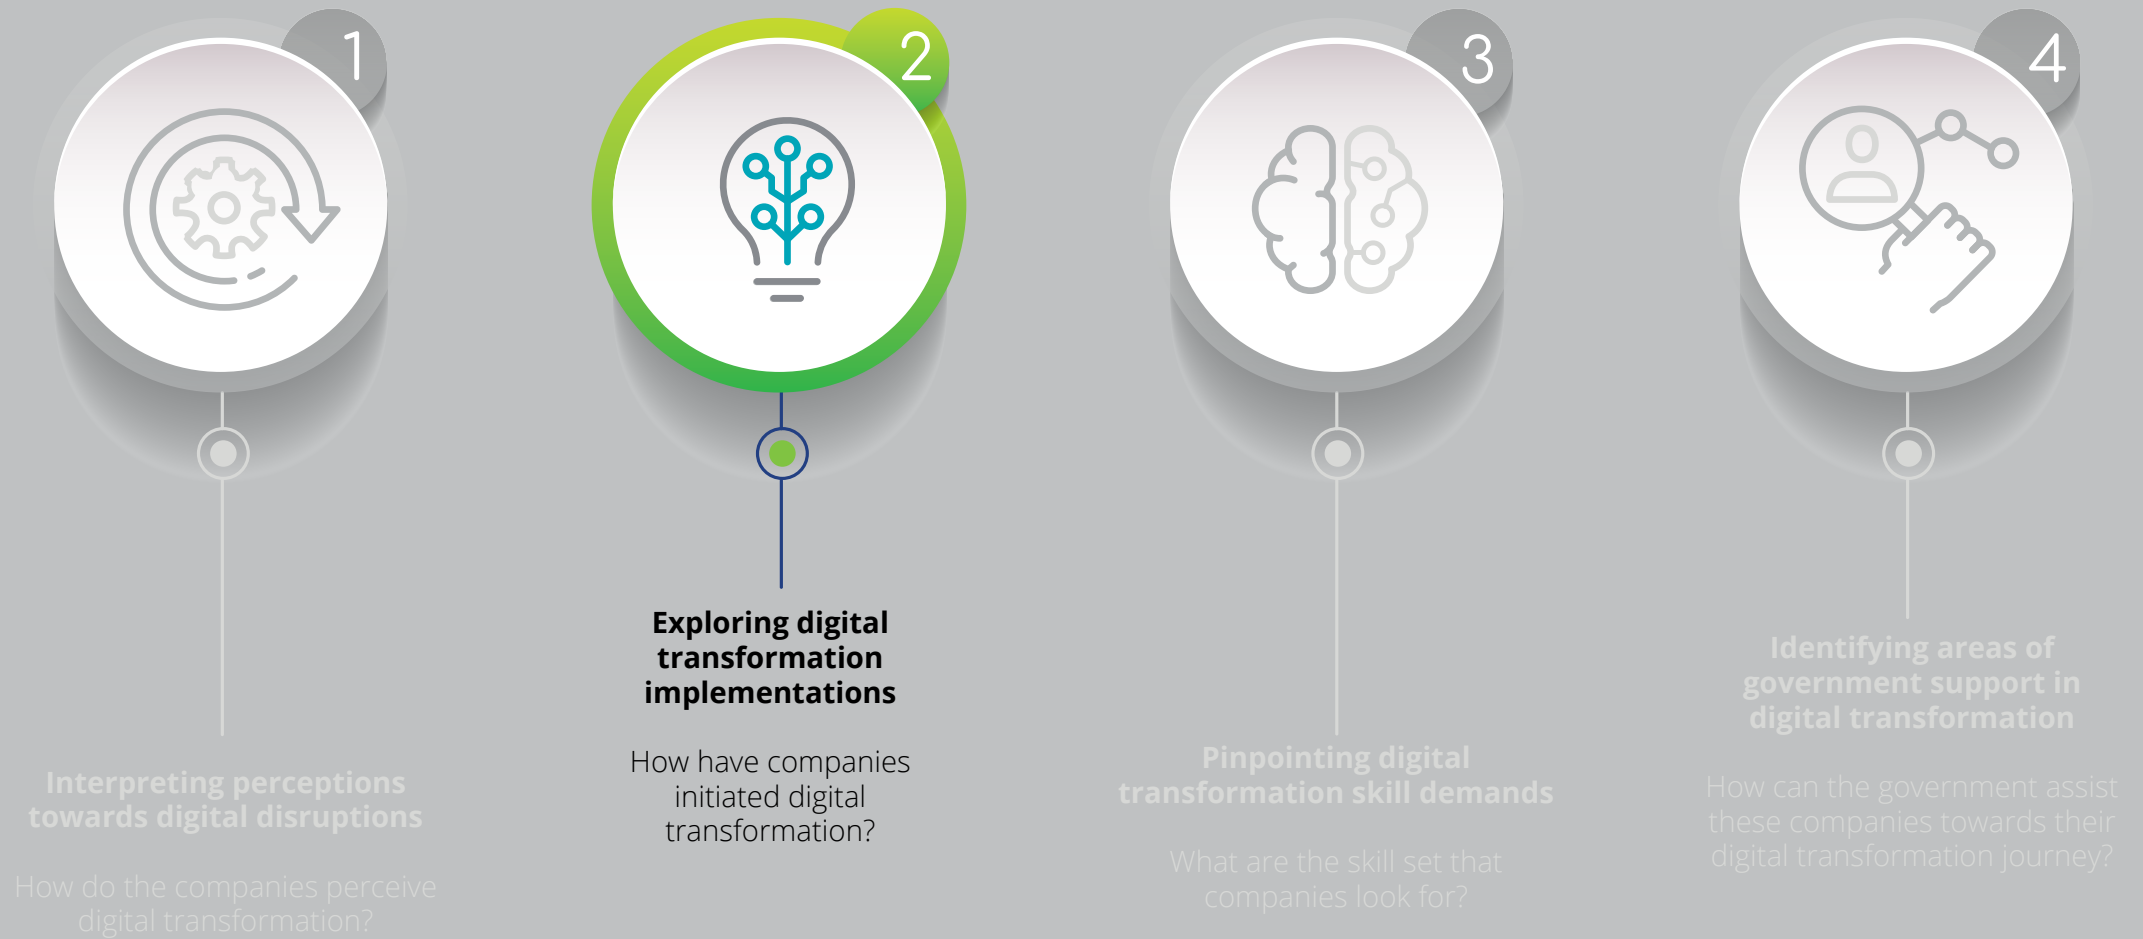 1
Interpreting perceptions
towards digital disruptions
How do the companies perceive
digital transformation?
2
Exploring digital
transformation
implementations
How have companies
initiated digital
transformation?
3
Pinpointing digital
transformation skill demands
What are the skill set that
companies look for?
4
Identifying areas of
government support in
digital transformation
How can the government assist
these companies towards their
digital transformation journey?